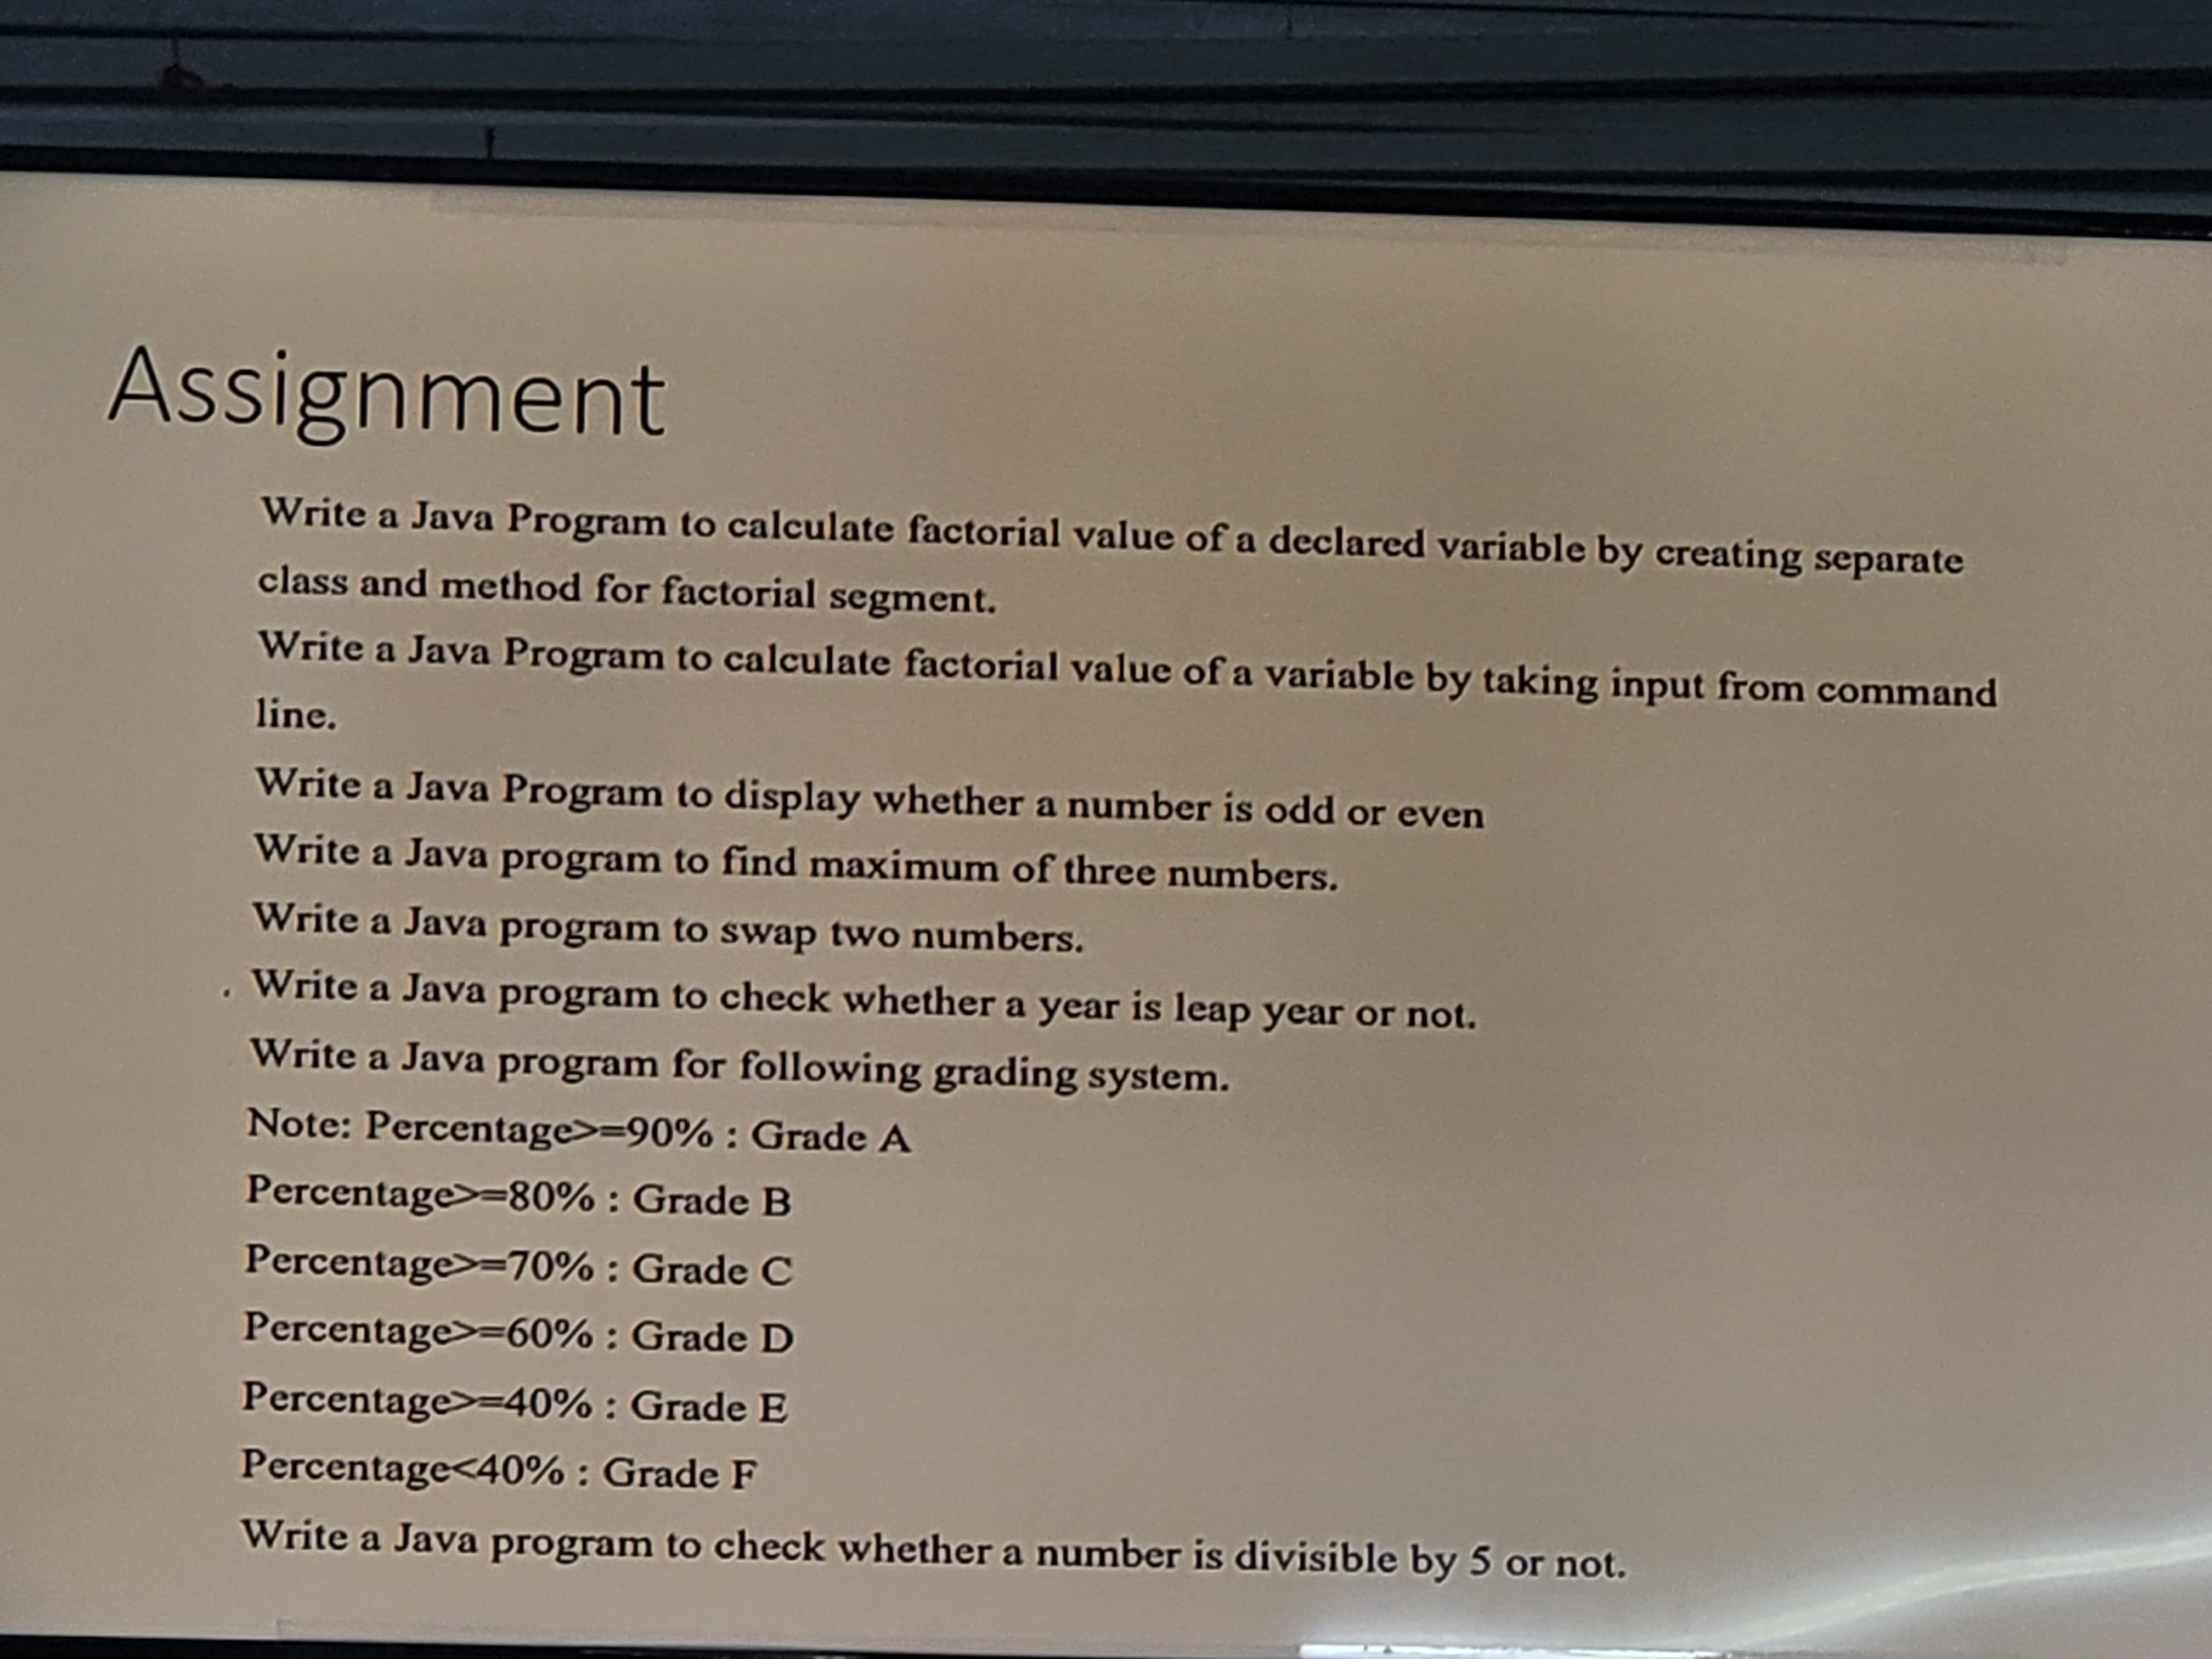 Assignment
Write a Java Program to calculate factorial value of a declared variable by creating separate
class and method for factorial segment.
Write a Java Program to calculate factorial value of a variable by taking input from command
line.
Write a Java Program to display whether a number is odd or even
Write a Java program to find maximum of three numbers.
Write a Java program to swap two numbers.
. Write a Java program to check whether a year is leap year or not.
Write a Java program for following grading system.
Note: Percentage>=90% : Grade A
Percentage>=80% : Grade B
Percentage>=70% : Grade C
Percentage>=60% : Grade D
Percentage>=40% : Grade E
Percentage<40% : Grade F
Write a Java program to check whether a number is divisible by 5 or not.